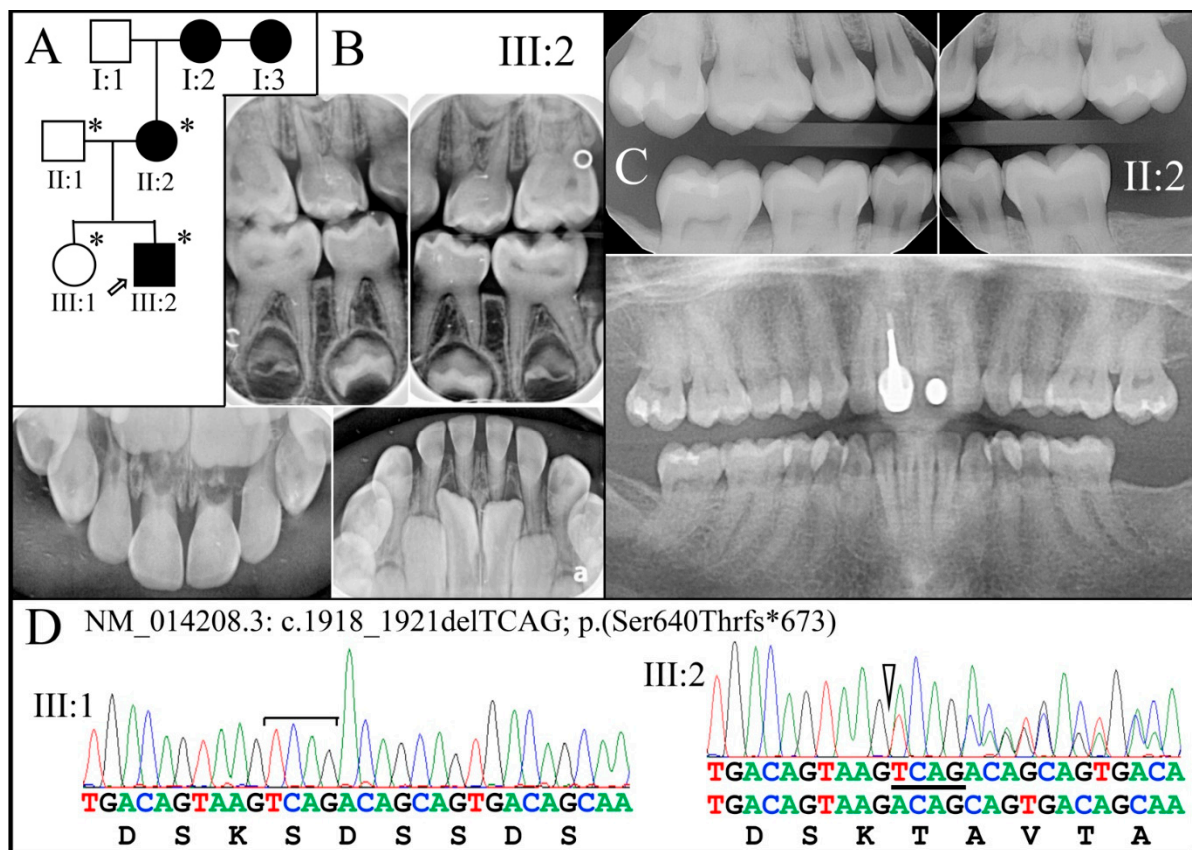 A
B
III:2
C
II:2
I:1
I:2
I:3
II:1
*
II:2
*
III:1
*
III:2
*
a
D
NM_014208.3: c.1918_1921delTCAG; p.(Ser640Thrfs*673)
III:1
III:2
TGACAGTAAGTCAGACAGCAGTGACAGCAA
D S K S D S S D S
TGACAGTAAGTCAGACAGCAGTGACA
TGACAGTAAGACAGCAGTGACAGCAA
D S K T A V T A